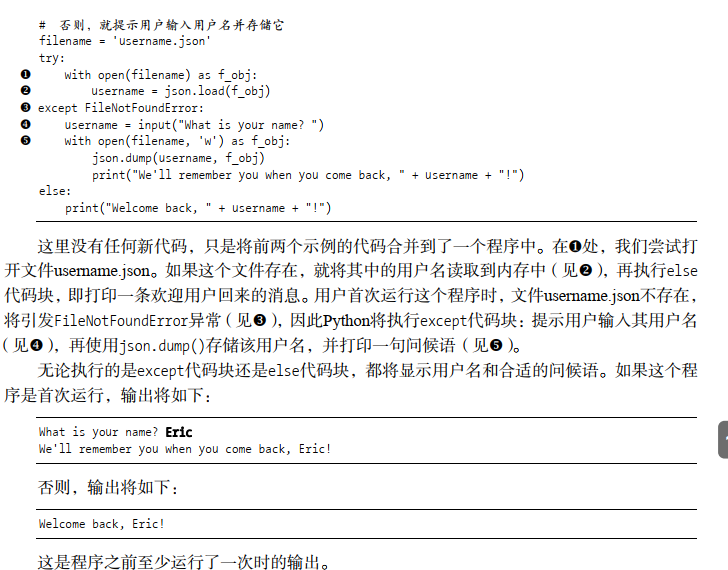 # 否则，就提示用户输入用户名并存储它
filename = 'username.json'
try:
❶ with open(filename) as f_obj:
❷ username = json.load(f_obj)
❸ except FileNotFoundError:
❹ username = input("What is your name? ")
❺ with open(filename, 'w') as f_obj:
json.dump(username, f_obj)
print("We'll remember you when you come back, " + username + "!")
else:
print("Welcome back, " + username + "!")
这里没有任何新代码，只是将前两个示例的代码合并到了一个程序中。在❶处，我们尝试打
开文件username.json。如果这个文件存在，就将其中的用户名读取到内存中（见❷），再执行else
代码块，即打印一条欢迎用户回来的消息。用户首次运行这个程序时，文件username.json不存在，
将引发FileNotFoundError异常（见❸），因此Python将执行except代码块：提示用户输入其用户名
（见❹），再使用json.dump()存储该用户名，并打印一句问候语（见❺）。
无论执行的是except代码块还是else代码块，都将显示用户名和合适的问候语。如果这个程
序是首次运行，输出将如下：
What is your name? Eric
We'll remember you when you come back, Eric!
否则，输出将如下：
Welcome back, Eric!
这是程序之前至少运行了一次时的输出。